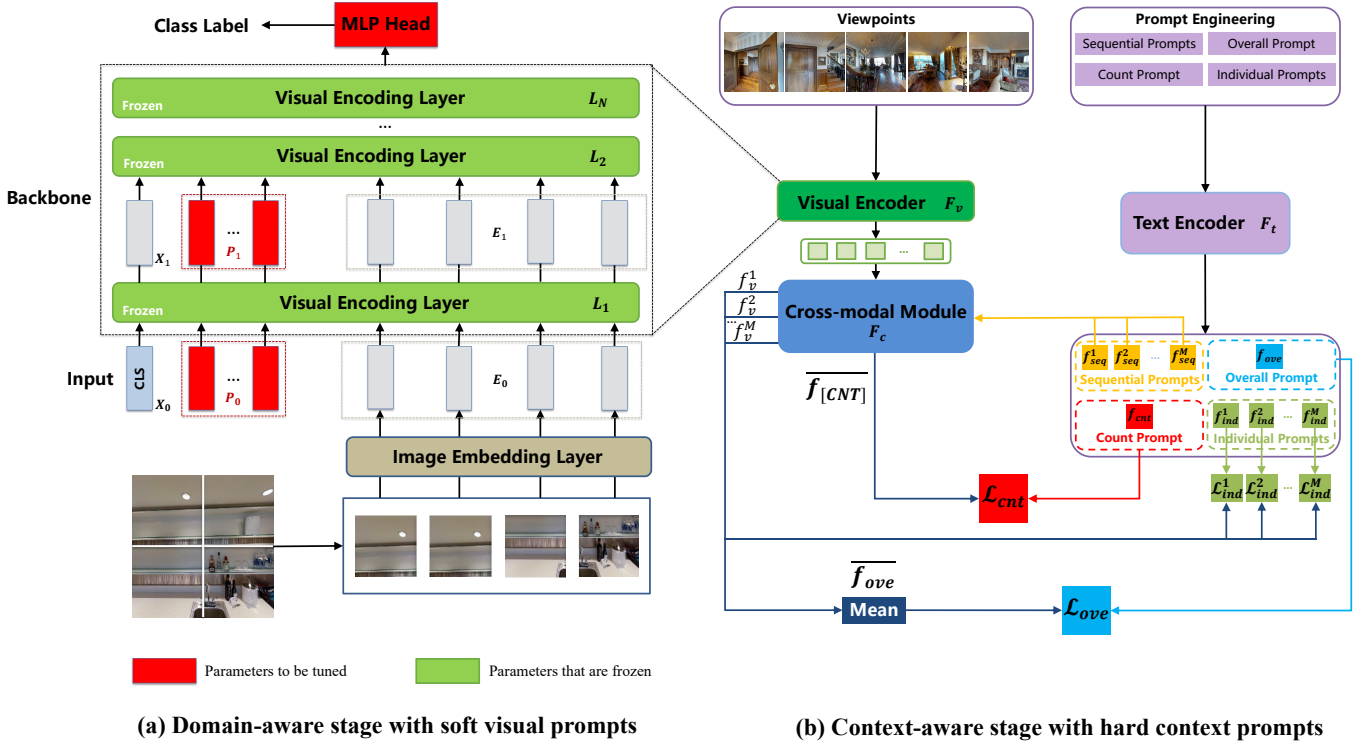 Class Label
MLP Head
Frozen
Visual Encoding Layer
L_N
...
Frozen
Visual Encoding Layer
L_2
Backbone
X_1
...
P_1
E_1
Frozen
Visual Encoding Layer
L_1
Input
CLS
X_0
...
P_0
E_0
Image Embedding Layer
Parameters to be tuned
Parameters that are frozen
(a) Domain-aware stage with soft visual prompts
Viewpoints
Prompt Engineering
Sequential Prompts
Overall Prompt
Count Prompt
Individual Prompts
Visual Encoder F_v
Text Encoder F_t
...
f_v^1
f_v^2
...
f_v^M
Cross-modal Module
F_c
f_seq^1 f_seq^2 ... f_seq^M
Sequential Prompts
f_ove
Overall Prompt
f_cnt
Count Prompt
f_ind^1 f_ind^2 ... f_ind^M
Individual Prompts
f_[CNT]
ℒ_cnt
ℒ_ind^1 ℒ_ind^2 ... ℒ_ind^M
f_ove
Mean
ℒ_ove
(b) Context-aware stage with hard context prompts